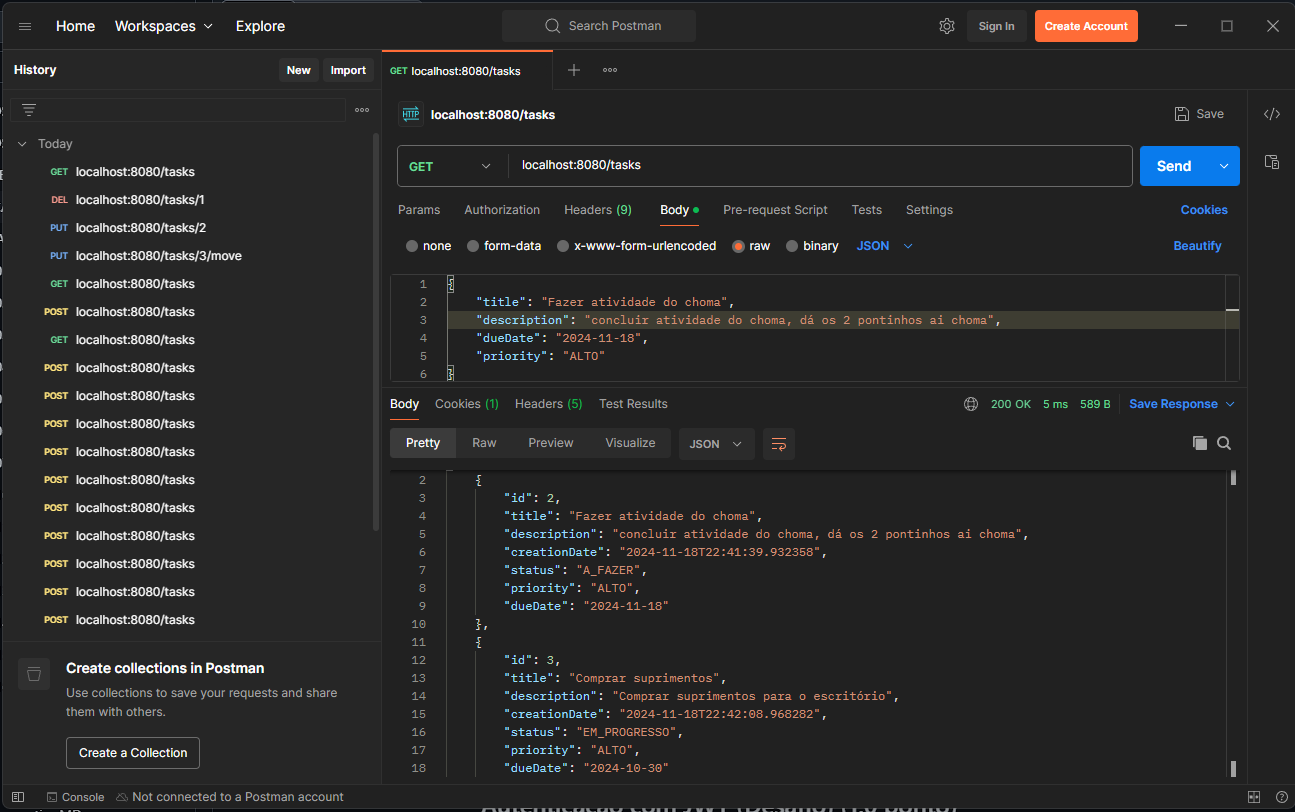 Home Workspaces Explore Search Postman Sign In Create Account
History New Import
GET localhost:8080/tasks
Today
GET localhost:8080/tasks
DEL localhost:8080/tasks/1
PUT localhost:8080/tasks/2
PUT localhost:8080/tasks/3/move
GET localhost:8080/tasks
POST localhost:8080/tasks
GET localhost:8080/tasks
POST localhost:8080/tasks
POST localhost:8080/tasks
POST localhost:8080/tasks
POST localhost:8080/tasks
POST localhost:8080/tasks
POST localhost:8080/tasks
POST localhost:8080/tasks
POST localhost:8080/tasks
POST localhost:8080/tasks
POST localhost:8080/tasks
Create collections in Postman
Use collections to save your requests and share
them with others.
Create a Collection
HTTP localhost:8080/tasks Save
GET localhost:8080/tasks Send
Params Authorization Headers (9) Body Pre-request Script Tests Settings Cookies
none form-data x-www-form-urlencoded raw binary JSON Beautify
1 {
2 "title": "Fazer atividade do choma",
3 "description": "concluir atividade do choma, dá os 2 pontinhos ai choma",
4 "dueDate": "2024-11-18",
5 "priority": "ALTO"
6 }
Body Cookies (1) Headers (5) Test Results 200 OK 5 ms 589 B Save Response
Pretty Raw Preview Visualize JSON
2 {
3 "id": 2,
4 "title": "Fazer atividade do choma",
5 "description": "concluir atividade do choma, dá os 2 pontinhos ai choma",
6 "creationDate": "2024-11-18T22:41:39.932358",
7 "status": "A_FAZER",
8 "priority": "ALTO",
9 "dueDate": "2024-11-18"
10 },
11 {
12 "id": 3,
13 "title": "Comprar suprimentos",
14 "description": "Comprar suprimentos para o escritório",
15 "creationDate": "2024-11-18T22:42:08.968282",
16 "status": "EM_PROGRESSO",
17 "priority": "ALTO",
18 "dueDate": "2024-10-30"
Console Not connected to a Postman account